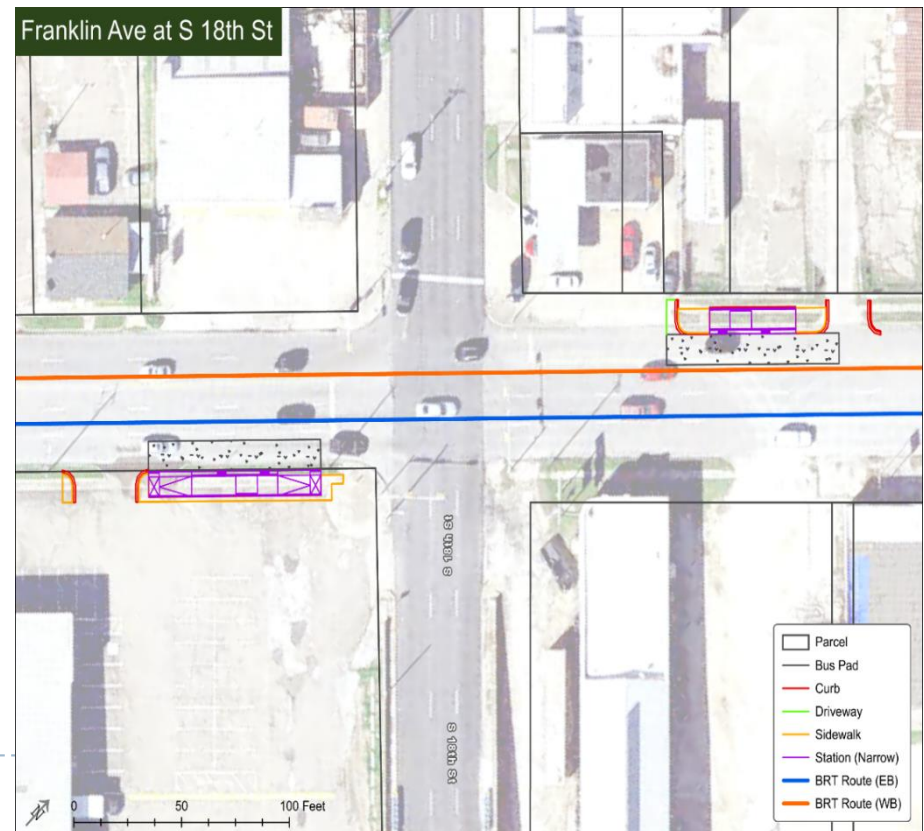 Franklin Ave at S 18th St
S 18th St
S 18th St
Parcel
Bus Pad
Curb
Driveway
Sidewalk
Station (Narrow)
BRT Route (EB)
BRT Route (WB)
N
0 50 100 Feet